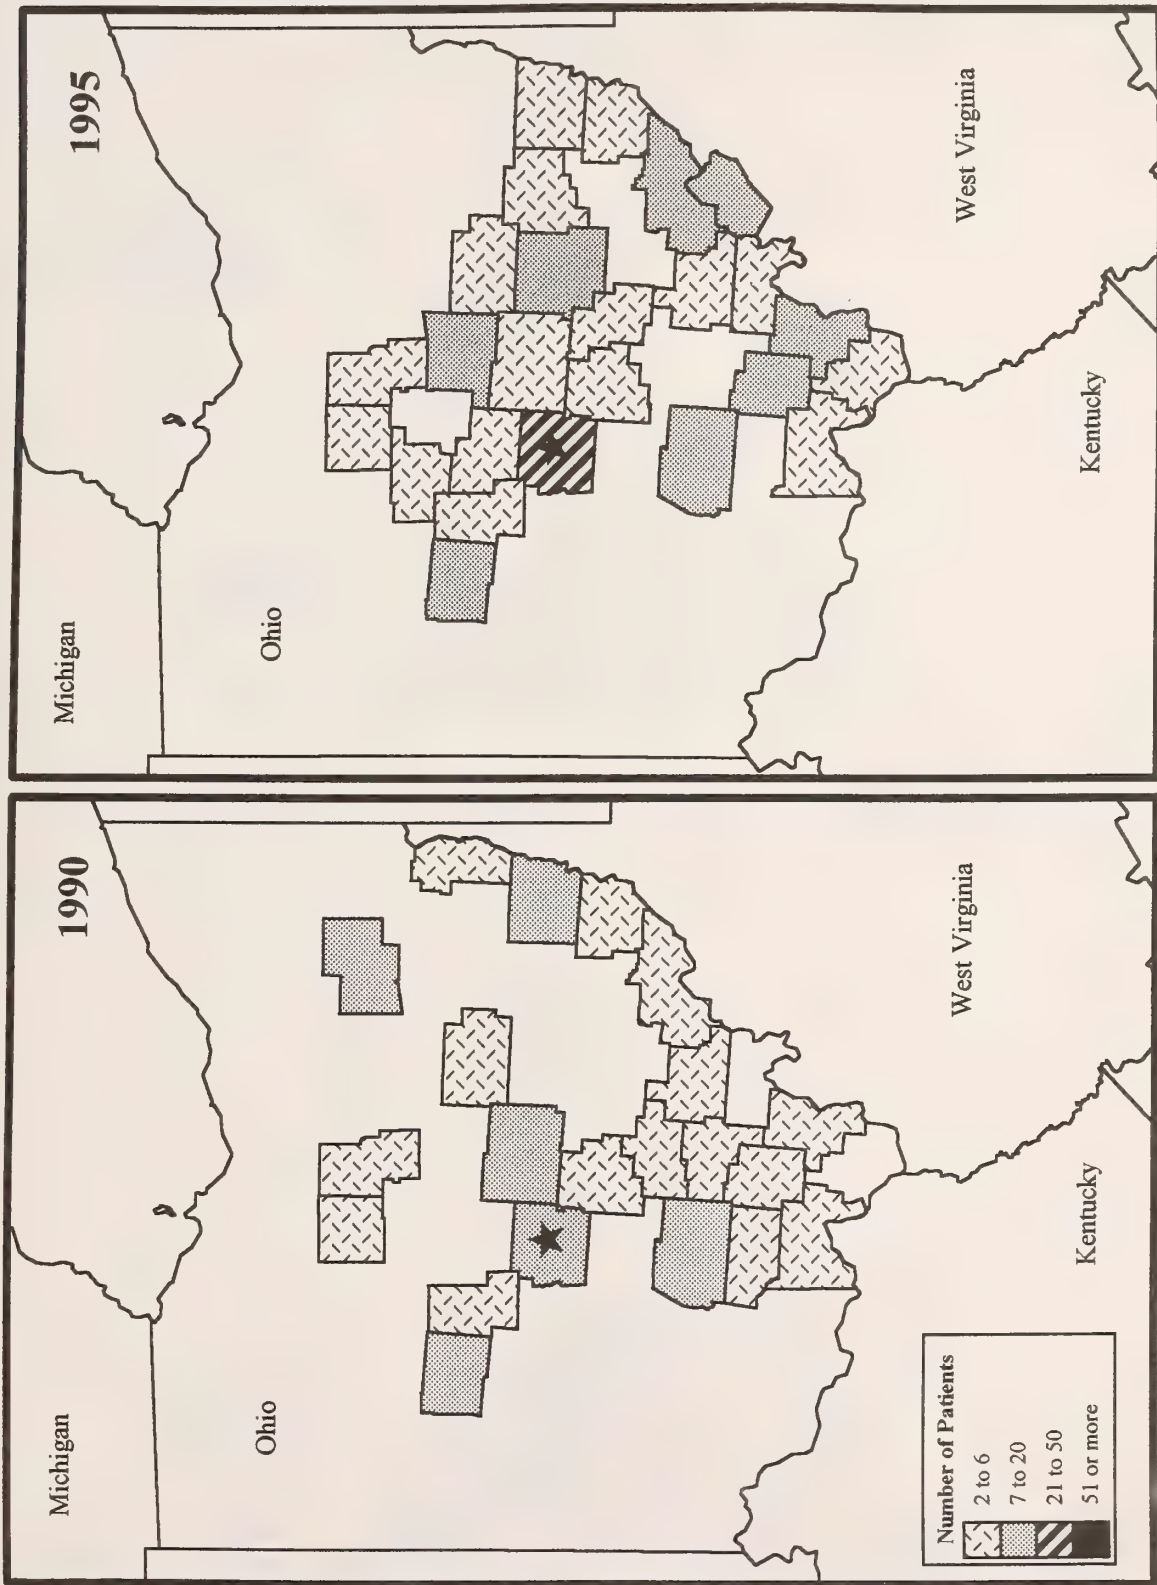 1990
Michigan
Ohio
West Virginia
Kentucky
Number of Patients
2 to 6
7 to 20
21 to 50
51 or more
1995
Michigan
Ohio
West Virginia
Kentucky